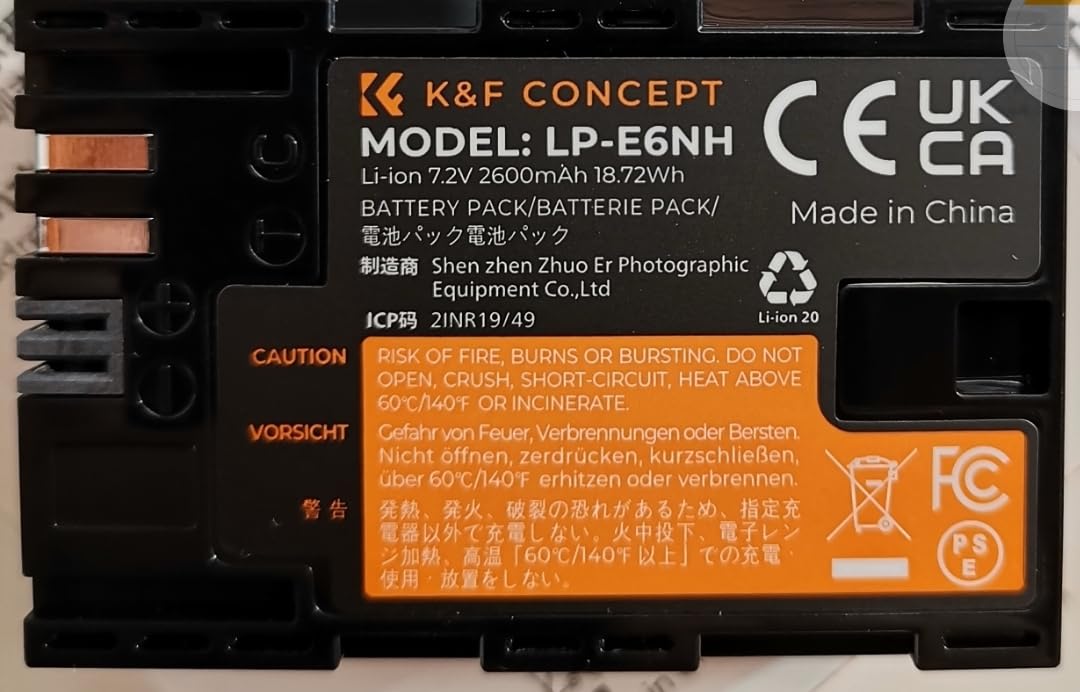 K&F CONCEPT
MODEL: LP-E6NH
Li-ion 7.2V 2600mAh 18.72Wh
BATTERY PACK/BATTERIE PACK/
電池パック電池パック
制造商 Shen zhen Zhuo Er Photographic
Equipment Co.,Ltd
ICP码 2INR19/49
CE
UK
CA
Made in China
Li-ion 20
C
T
+
−
CAUTION RISK OF FIRE, BURNS OR BURSTING. DO NOT
OPEN, CRUSH, SHORT-CIRCUIT, HEAT ABOVE
60℃/140℉ OR INCINERATE.
VORSICHT Gefahr von Feuer, Verbrennungen oder Bersten.
Nicht öffnen, zerdrücken, kurzschließen,
über 60℃/140℉ erhitzen oder verbrennen.
警告 発熱、発火、破裂の恐れがあるため、指定充
電器以外で充電しない。火中投下、電子レン
ジ加熱、高温「60℃/140℉以上」での充電·
使用·放置をしない。
FC
PS
E